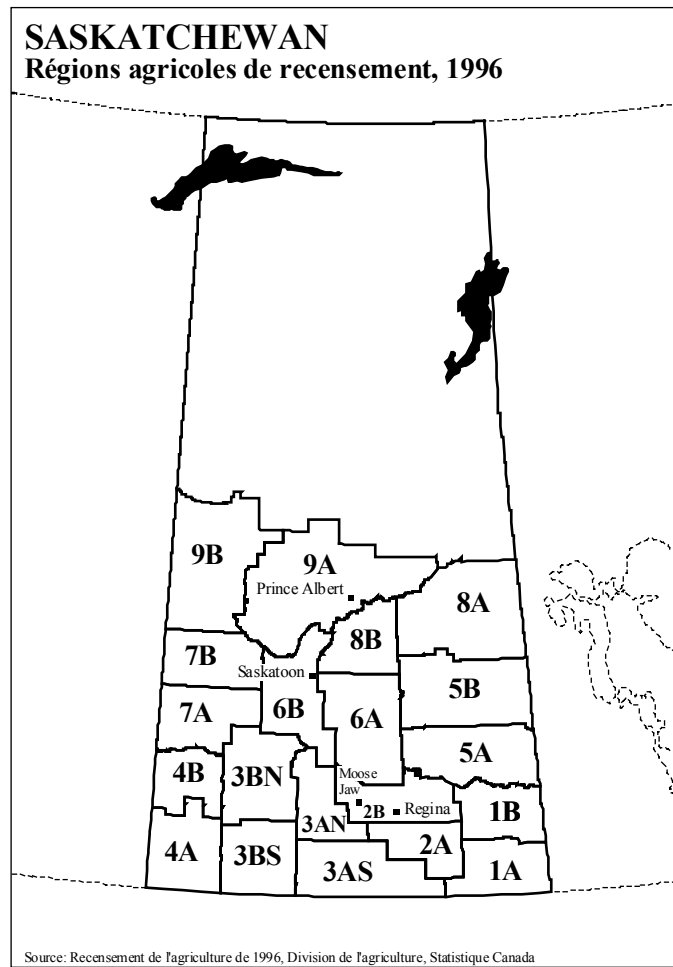 SASKATCHEWAN
Régions agricoles de recensement, 1996
9B
9A
Prince Albert
8A
8B
7B
Saskatoon
5B
7A
6B
6A
5A
4B
3BN
Moose
Jaw
2B
Regina
1B
3AN
4A
3BS
2A
3AS
1A
Source: Recensement de l'agriculture de 1996, Division de l'agriculture, Statistique Canada